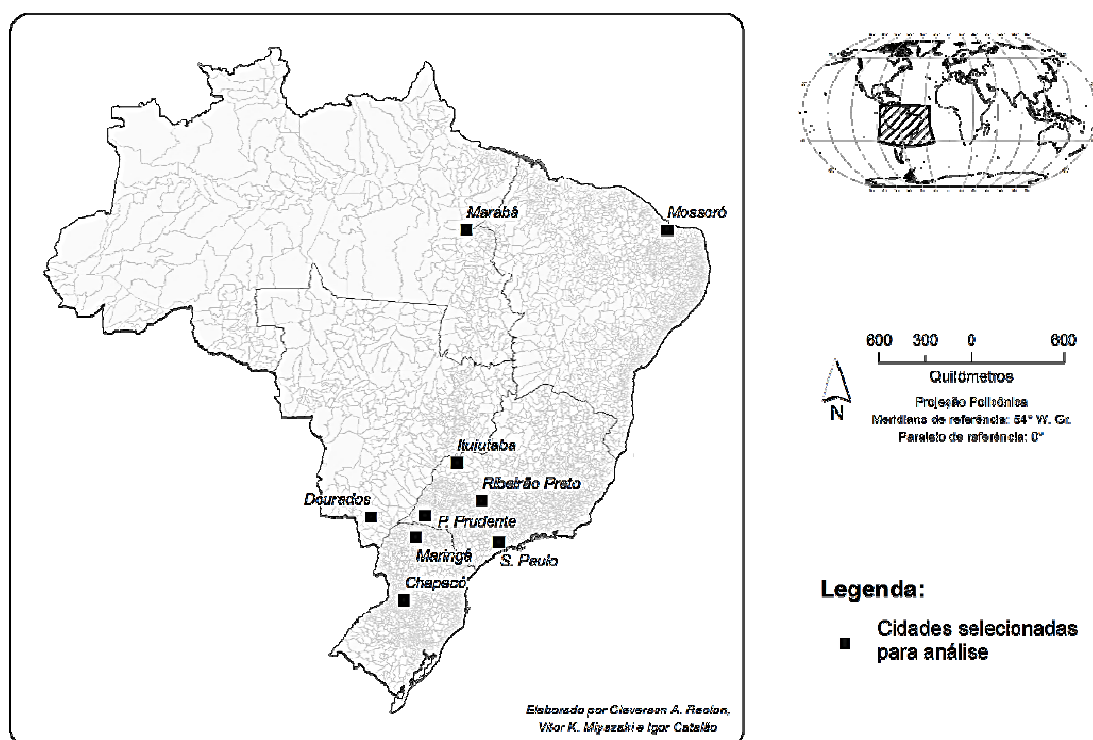 Marabá
Mossoró
Ituiutaba
Ribeirão Preto
Dourados
P. Prudente
Maringá
S. Paulo
Chapecó
Elaborado por Cleverson A.
Vitor K. Miyazaki e Igor Catalão
600 300 0 600
Quilômetros
N
Projeção Policônica
Meridiano de referência: 54° W. Gr.
Paralelo de referência: 0°
Legenda:
Cidades selecionadas
para análise